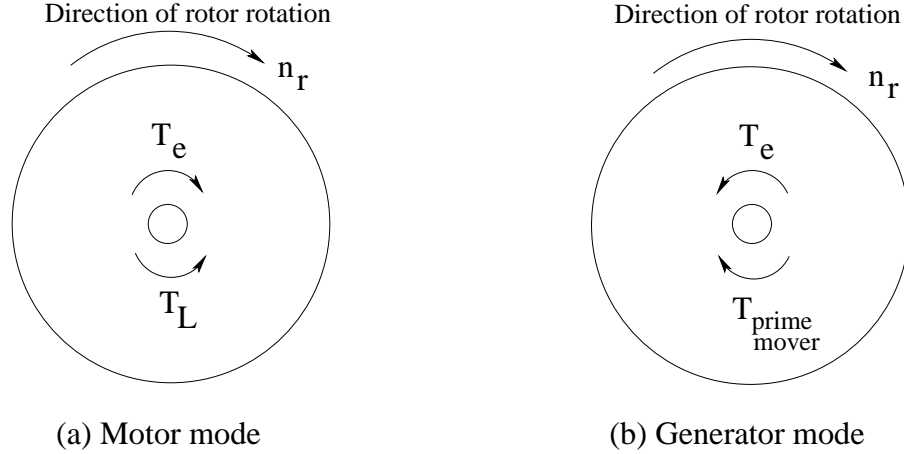 Direction of rotor rotation
n_r
T_e
T_L
(a) Motor mode
Direction of rotor rotation
n_r
T_e
T_prime mover
(b) Generator mode